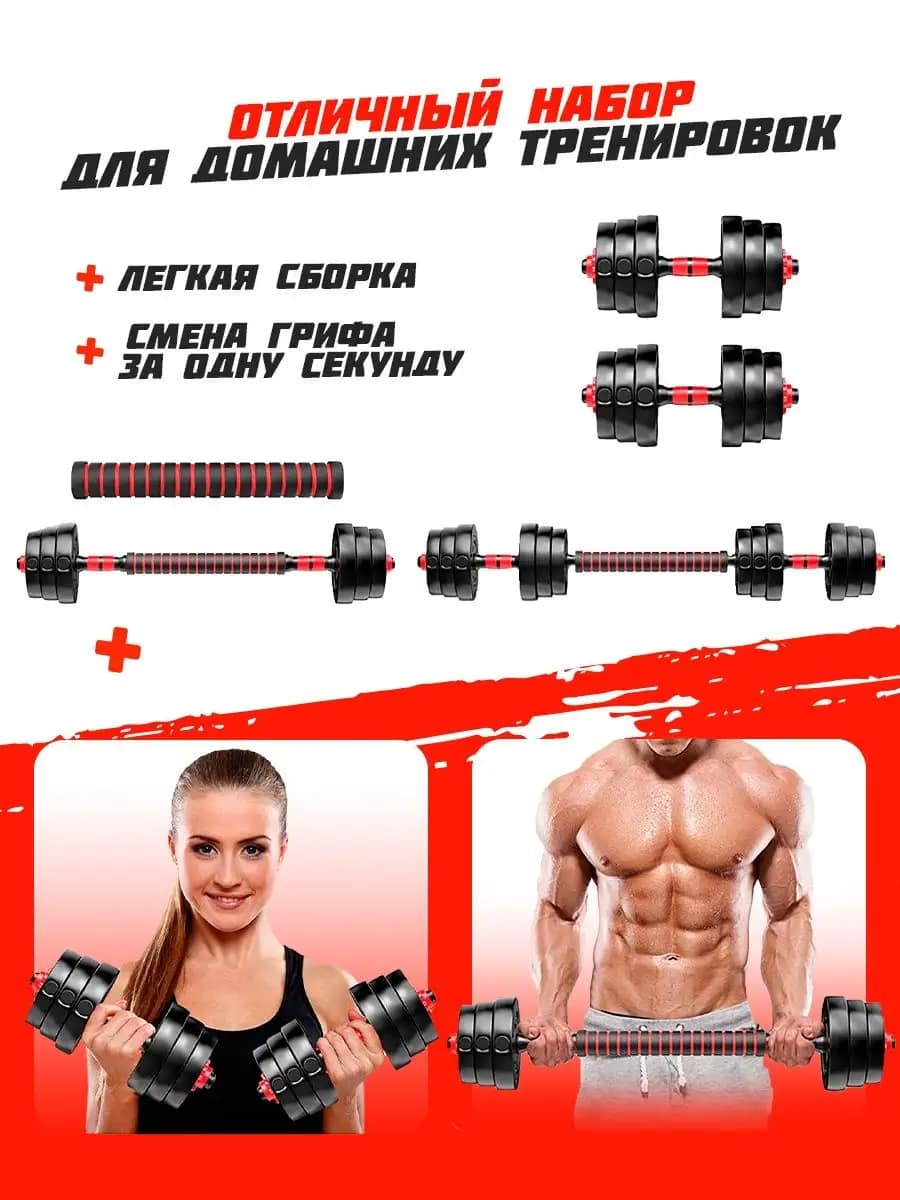 ОТЛИЧНЫЙ НАБОР
ДЛЯ ДОМАШНИХ ТРЕНИРОВОК
+ ЛЕГКАЯ СБОРКА
+ СМЕНА ГРИФА
ЗА ОДНУ СЕКУНДУ
+